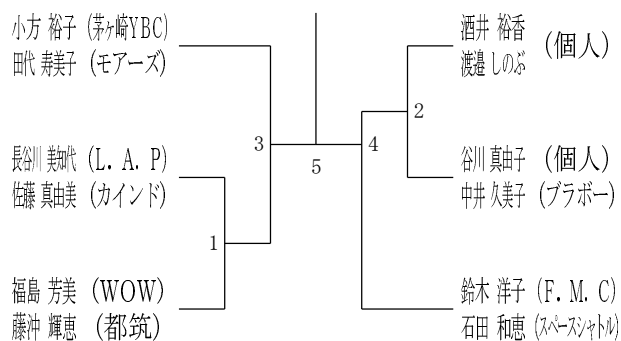 小方 裕子 (茅ヶ崎YBC)
田代 寿美子 (モアーズ)
長谷川 美知代 (L. A. P)
佐藤 真由美 (カインド)
福島 芳美 (WOW)
藤沖 輝恵 (都筑)
1
3
5
4
2
酒井 裕香 (個人)
渡邉 しのぶ
谷川 真由子 (個人)
中井 久美子 (ブラボー)
鈴木 洋子 (F. M. C)
石田 和恵 (スペースシャトル)